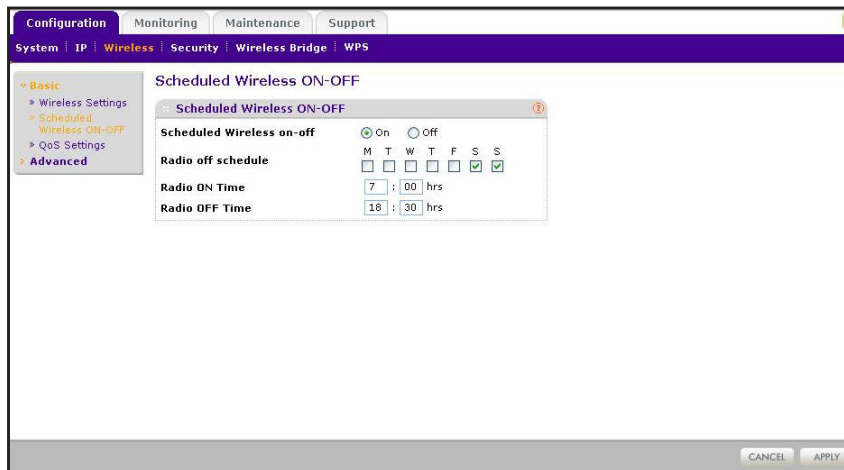 Configuration Monitoring Maintenance Support
System IP Wireless Security Wireless Bridge WPS
Basic
Wireless Settings
Scheduled
Wireless ON-OFF
QoS Settings
Advanced
Scheduled Wireless ON-OFF
Scheduled Wireless ON-OFF ?
Scheduled Wireless on-off On Off
M T W T F S S
Radio off schedule
Radio ON Time 7 : 00 hrs
Radio OFF Time 18 : 30 hrs
CANCEL APPLY